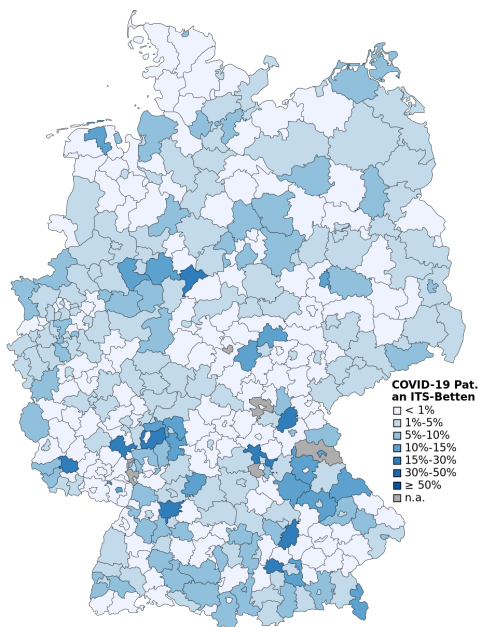 COVID-19 Pat.
an ITS-Betten
< 1%
1%-5%
5%-10%
10%-15%
15%-30%
30%-50%
≥ 50%
n.a.